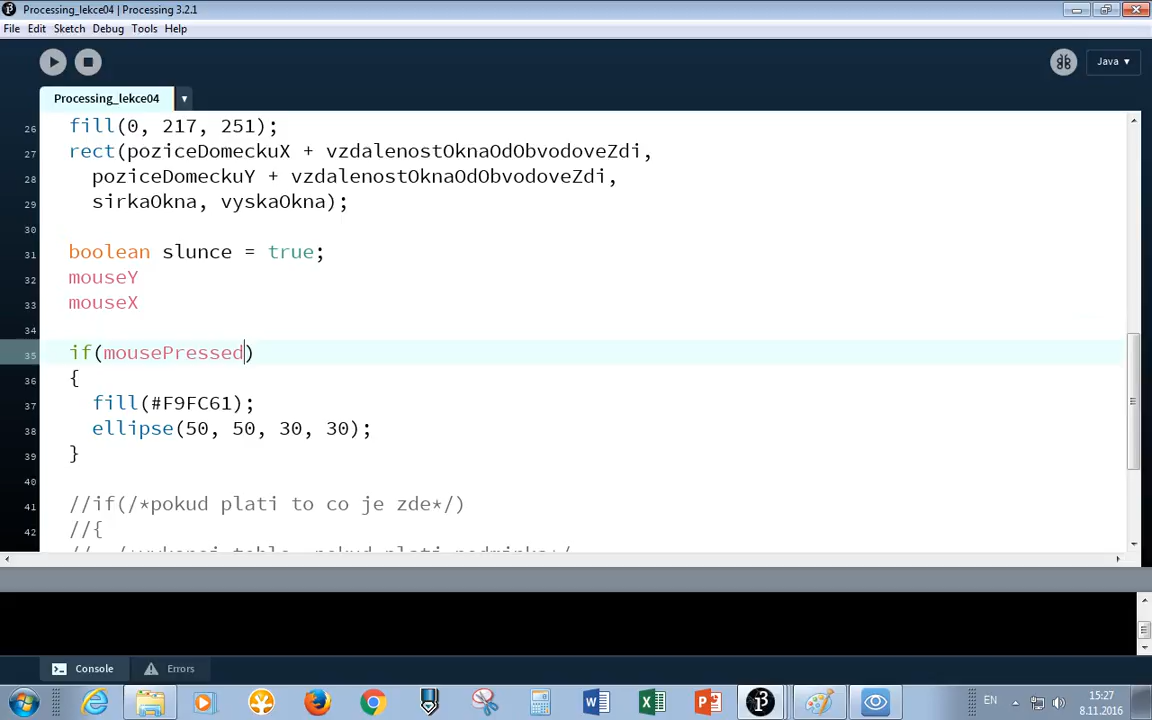 Processing_lekce04 | Processing 3.2.1
File Edit Sketch Debug Tools Help
Java ▾
Processing_lekce04 ▾
26 fill(0, 217, 251);
27 rect(poziceDomeckuX + vzdalenostOknaOdObvodoveZdi,
28 poziceDomeckuY + vzdalenostOknaOdObvodoveZdi,
29 sirkaOkna, vyskaOkna);
30
31 boolean slunce = true;
32 mouseY
33 mouseX
34
35 if(mousePressed)
36 {
37 fill(#F9FC61);
38 ellipse(50, 50, 30, 30);
39 }
40
41 //if(/*pokud plati to co je zde*/)
42 //{
Console Errors
EN 15:27
8.11.2016